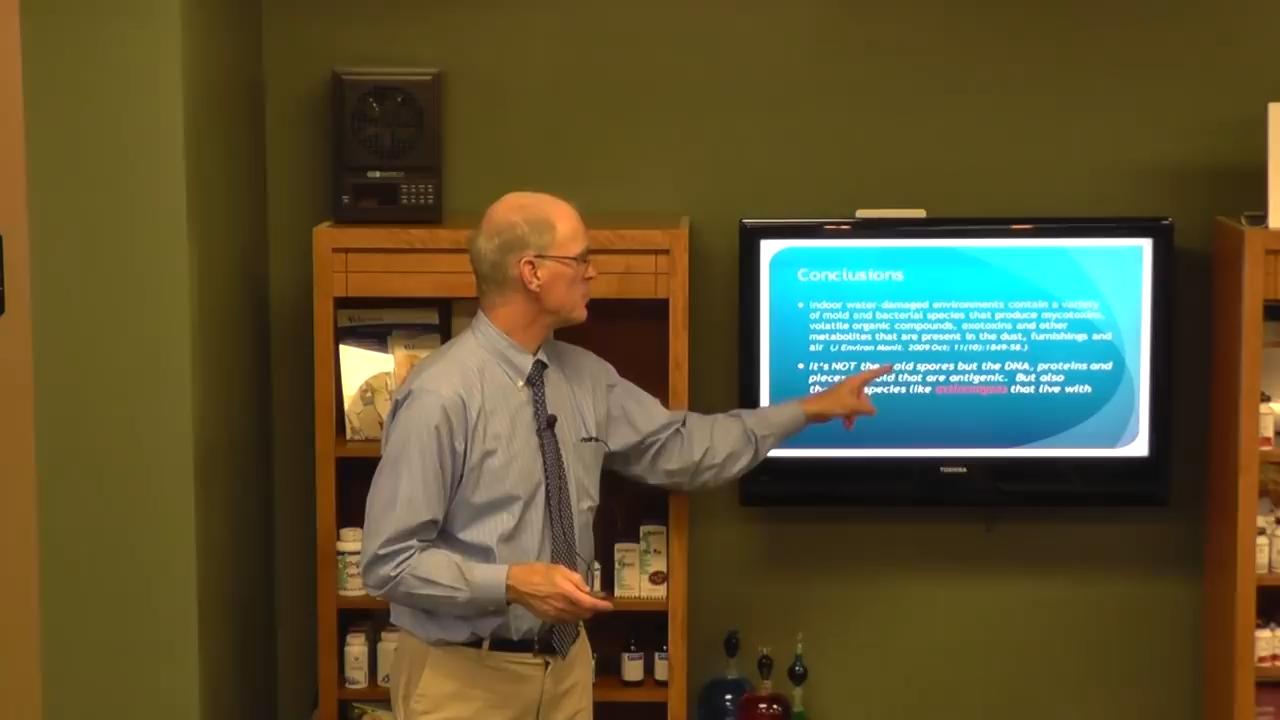 Conclusions
Indoor water-damaged environments contain a variety
of mold and bacterial species that produce mycotoxins,
volatile organic compounds, exotoxins and other
metabolites that are present in the dust, furnishings and
air (J Environ Monit. 2009 Oct; 11(10):1849-58.)
It's NOT the old spores but the DNA, proteins and
that are antigenic. But also
species like that live with
TOSHIBA